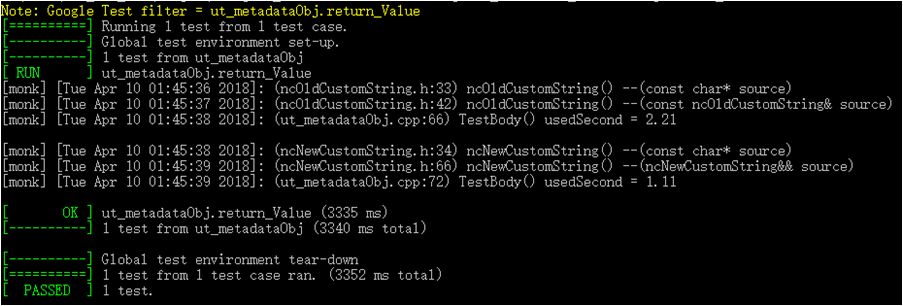 Note: Google Test filter = ut_metadataObj.return_Value
[==========] Running 1 test from 1 test case.
[----------] Global test environment set-up.
[----------] 1 test from ut_metadataObj
[ RUN      ] ut_metadataObj.return_Value
[monk] [Tue Apr 10 01:45:36 2018]: (ncOldCustomString.h:33) ncOldCustomString() --(const char* source)
[monk] [Tue Apr 10 01:45:37 2018]: (ncOldCustomString.h:42) ncOldCustomString() --(const ncOldCustomString& source)
[monk] [Tue Apr 10 01:45:38 2018]: (ut_metadataObj.cpp:66) TestBody() usedSecond = 2.21
[monk] [Tue Apr 10 01:45:38 2018]: (ncNewCustomString.h:34) ncNewCustomString() --(const char* source)
[monk] [Tue Apr 10 01:45:39 2018]: (ncNewCustomString.h:66) ncNewCustomString() --(ncNewCustomString&& source)
[monk] [Tue Apr 10 01:45:39 2018]: (ut_metadataObj.cpp:72) TestBody() usedSecond = 1.11
[       OK ] ut_metadataObj.return_Value (3335 ms)
[----------] 1 test from ut_metadataObj (3340 ms total)
[----------] Global test environment tear-down
[==========] 1 test from 1 test case ran. (3352 ms total)
[  PASSED  ] 1 test.